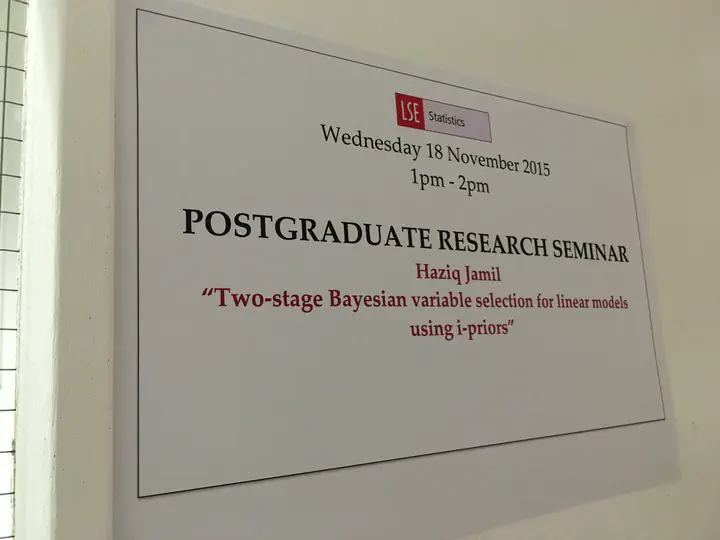 LSE Statistics
Wednesday 18 November 2015
1pm - 2pm
POSTGRADUATE RESEARCH SEMINAR
Haziq Jamil
“Two-stage Bayesian variable selection for linear models
using i-priors”